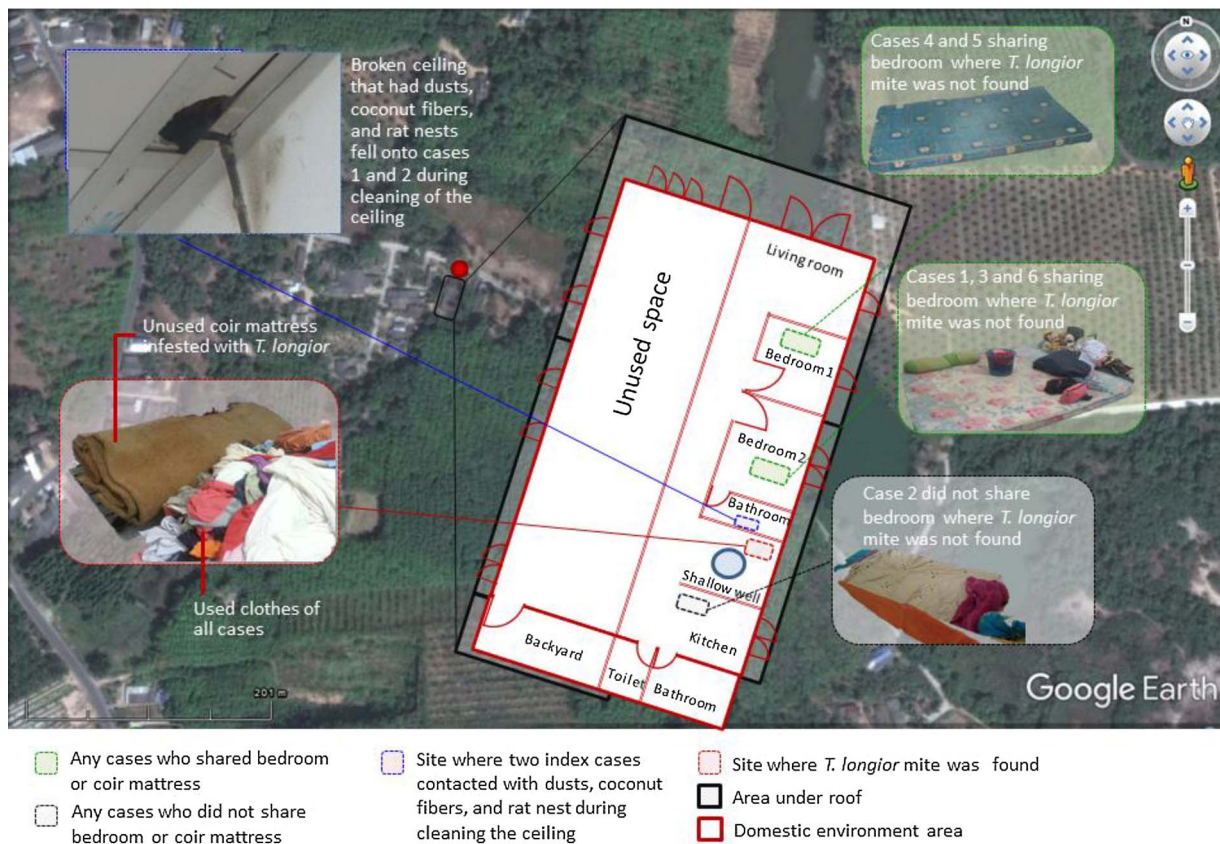 Broken ceiling
that had dusts,
coconut fibers,
and rat nests
fell onto cases
1 and 2 during
cleaning of the
ceiling
Cases 4 and 5 sharing
bedroom where T. longior
mite was not found
N
Living room
Unused space
Bedroom 1
Cases 1, 3 and 6 sharing
bedroom where T. longior
mite was not found
Unused coir mattress
infested with T. longior
Bedroom 2
Bathroom
Case 2 did not share
bedroom where T. longior
mite was not found
Shallow well
Used clothes of
all cases
Kitchen
Backyard
Toilet
Bathroom
201 m
Google Earth
Any cases who shared bedroom
or coir mattress
Any cases who did not share
bedroom or coir mattress
Site where two index cases
contacted with dusts, coconut
fibers, and rat nest during
cleaning the ceiling
Site where T. longior mite was found
Area under roof
Domestic environment area